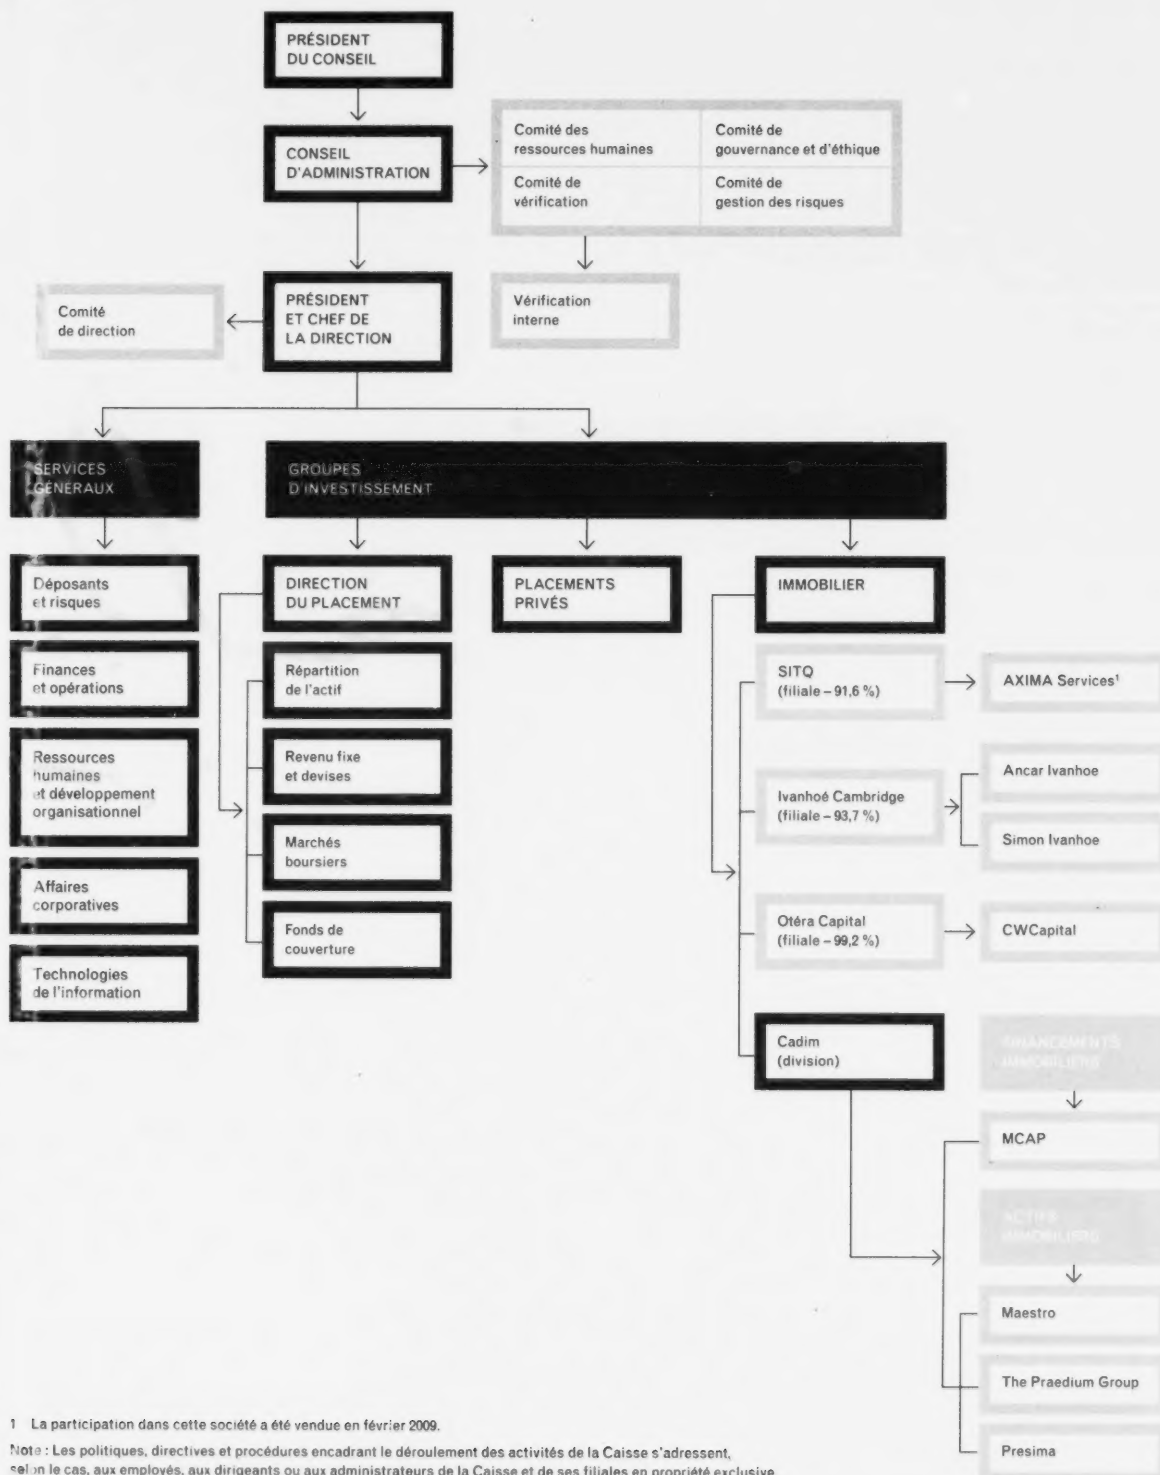 PRÉSIDENT
DU CONSEIL
CONSEIL
D'ADMINISTRATION
Comité des
ressources humaines
Comité de
gouvernance et d'éthique
Comité de
vérification
Comité de
gestion des risques
Comité
de direction
PRÉSIDENT
ET CHEF DE
LA DIRECTION
Vérification
interne
SERVICES
GÉNÉRAUX
GROUPES
D'INVESTISSEMENT
Déposants
et risques
Finances
et opérations
Ressources
humaines
et développement
organisationnel
Affaires
corporatives
Technologies
de l'information
DIRECTION
DU PLACEMENT
Répartition
de l'actif
Revenu fixe
et devises
Marchés
boursiers
Fonds de
couverture
PLACEMENTS
PRIVÉS
IMMOBILIER
SITQ
(filiale – 91,6 %)
AXIMA Services¹
Ivanhoé Cambridge
(filiale – 93,7 %)
Ancar Ivanhoe
Simon Ivanhoe
Otéra Capital
(filiale – 99,2 %)
CWCapital
Cadim
(division)
FINANCEMENTS
IMMOBILIERS
MCAP
ACTIFS
IMMOBILIERS
Maestro
The Praedium Group
Presima
1 La participation dans cette société a été vendue en février 2009.
Note : Les politiques, directives et procédures encadrant le déroulement des activités de la Caisse s'adressent,
selon le cas, aux employés, aux dirigeants ou aux administrateurs de la Caisse et de ses filiales en propriété exclusive.